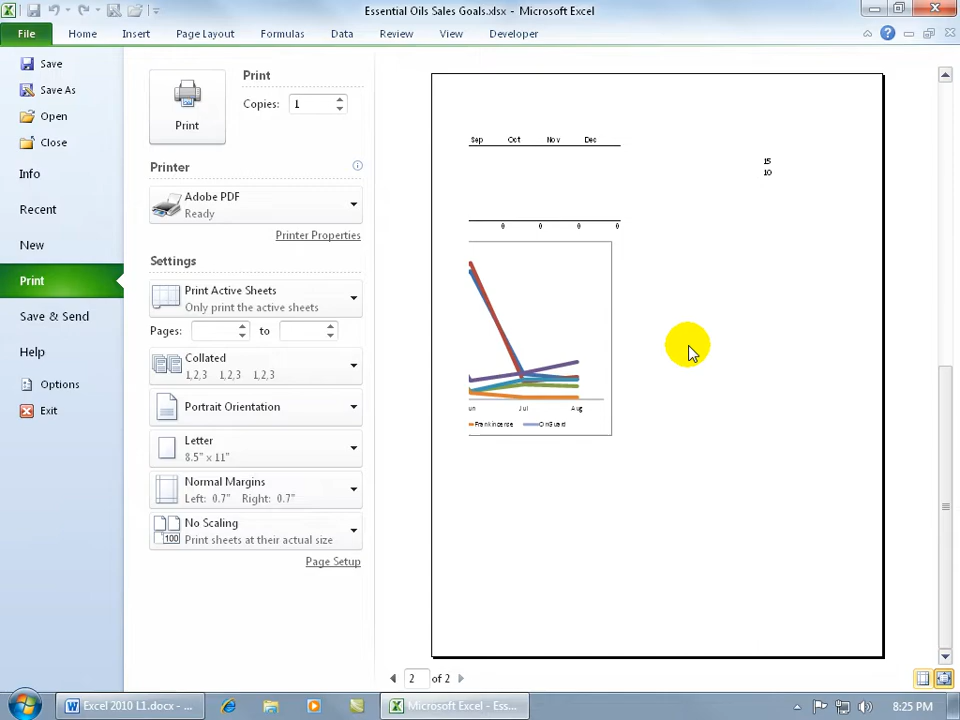 Essential Oils Sales Goals.xlsx - Microsoft Excel
File Home Insert Page Layout Formulas Data Review View Developer
Save
Save As
Open
Close
Info
Recent
New
Print
Save & Send
Help
Options
Exit
Print
Print
Copies: 1
Printer
Adobe PDF
Ready
Printer Properties
Settings
Print Active Sheets
Only print the active sheets
Pages: to
Collated
1,2,3 1,2,3 1,2,3
Portrait Orientation
Letter
8.5" x 11"
Normal Margins
Left: 0.7" Right: 0.7"
No Scaling
100 Print sheets at their actual size
Page Setup
Sep Oct Nov Dec
15
10
0 0 0 0
un Jul Aug
Frankincense OnGuard
2 of 2
Excel 2010 L1.docx - ... Microsoft Excel - Ess... 8:25 PM